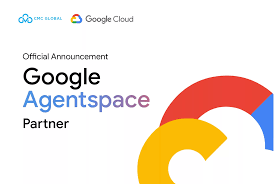 CMC GLOBAL Google Cloud
Official Announcement
Google
Agentspace
Partner